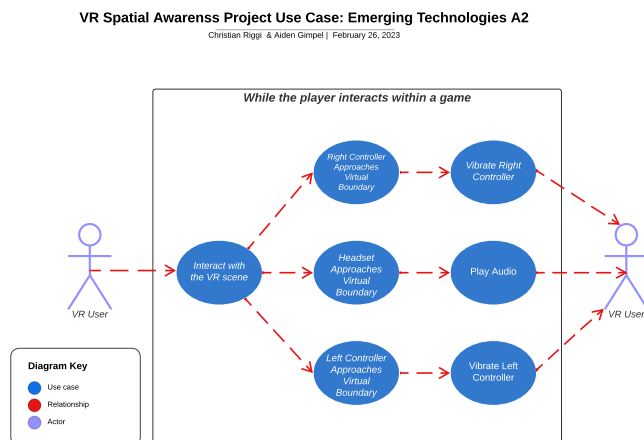 VR Spatial Awarenss Project Use Case: Emerging Technologies A2
Christian Riggi & Aiden Gimpel | February 26, 2023
While the player interacts within a game
Right Controller
Approaches
Virtual
Boundary
Vibrate Right
Controller
Interact with
the VR scene
Headset
Approaches
Virtual
Boundary
Play Audio
VR User
VR User
Left Controller
Approaches
Virtual
Boundary
Vibrate Left
Controller
Diagram Key
Use case
Relationship
Actor